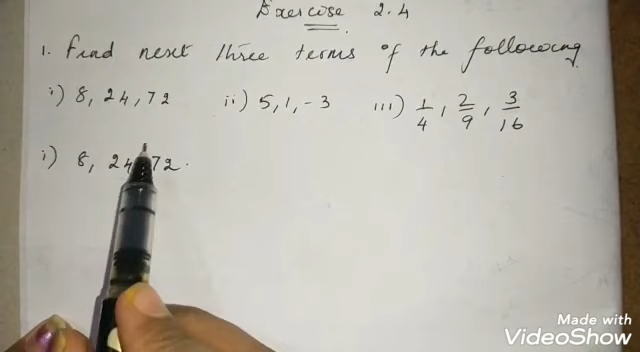 Exercise 2.4
1. Find next three terms of the following
i) 8, 24, 72 ii) 5, 1, -3 iii) 1/4, 2/9, 3/16
i) 8, 24, 72.
Made with
VideoShow